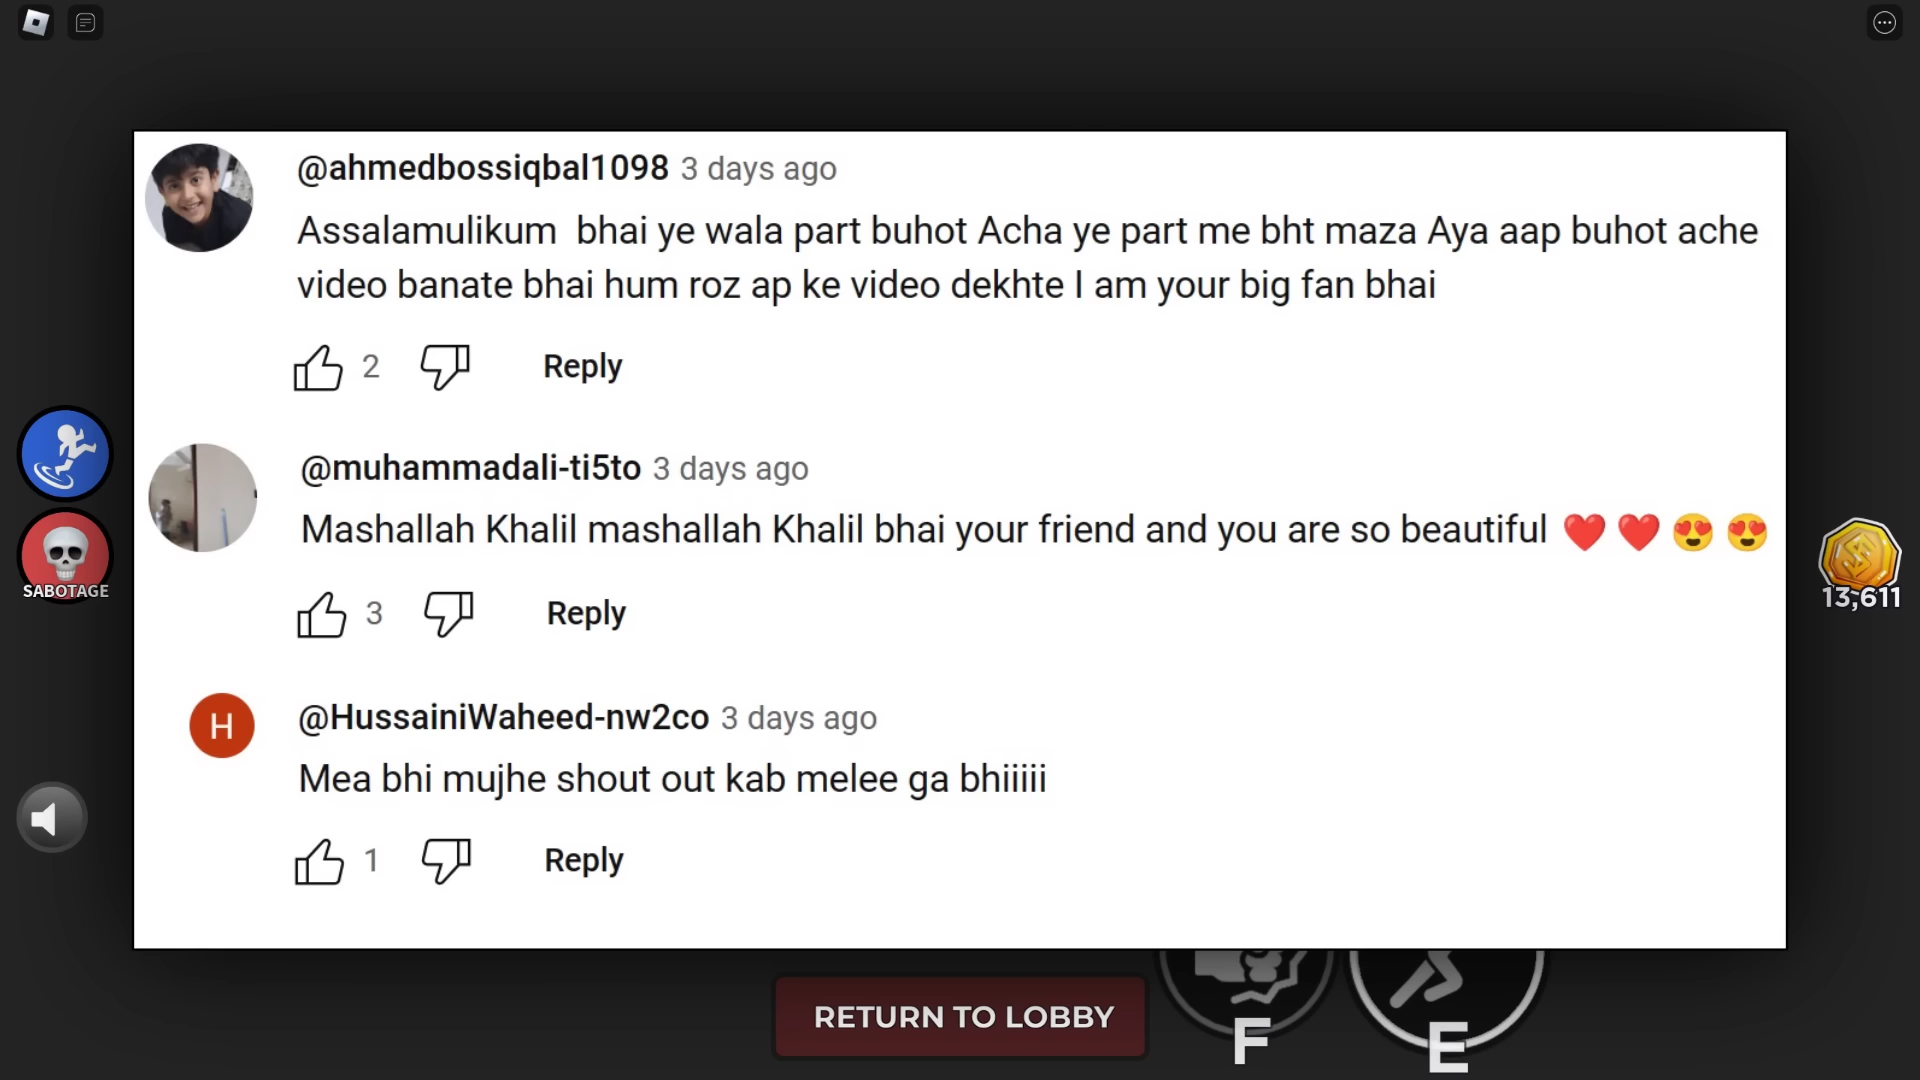 @ahmedbossiqbal1098 3 days ago
Assalamulikum bhai ye wala part buhot Acha ye part me bht maza Aya aap buhot ache
video banate bhai hum roz ap ke video dekhte I am your big fan bhai
2 Reply
@muhammadali-ti5to 3 days ago
Mashallah Khalil mashallah Khalil bhai your friend and you are so beautiful ❤️❤️😍😍
3 Reply
SABOTAGE
13,611
H
@HussainiWaheed-nw2co 3 days ago
Mea bhi mujhe shout out kab melee ga bhiiiii
1 Reply
RETURN TO LOBBY
F
E